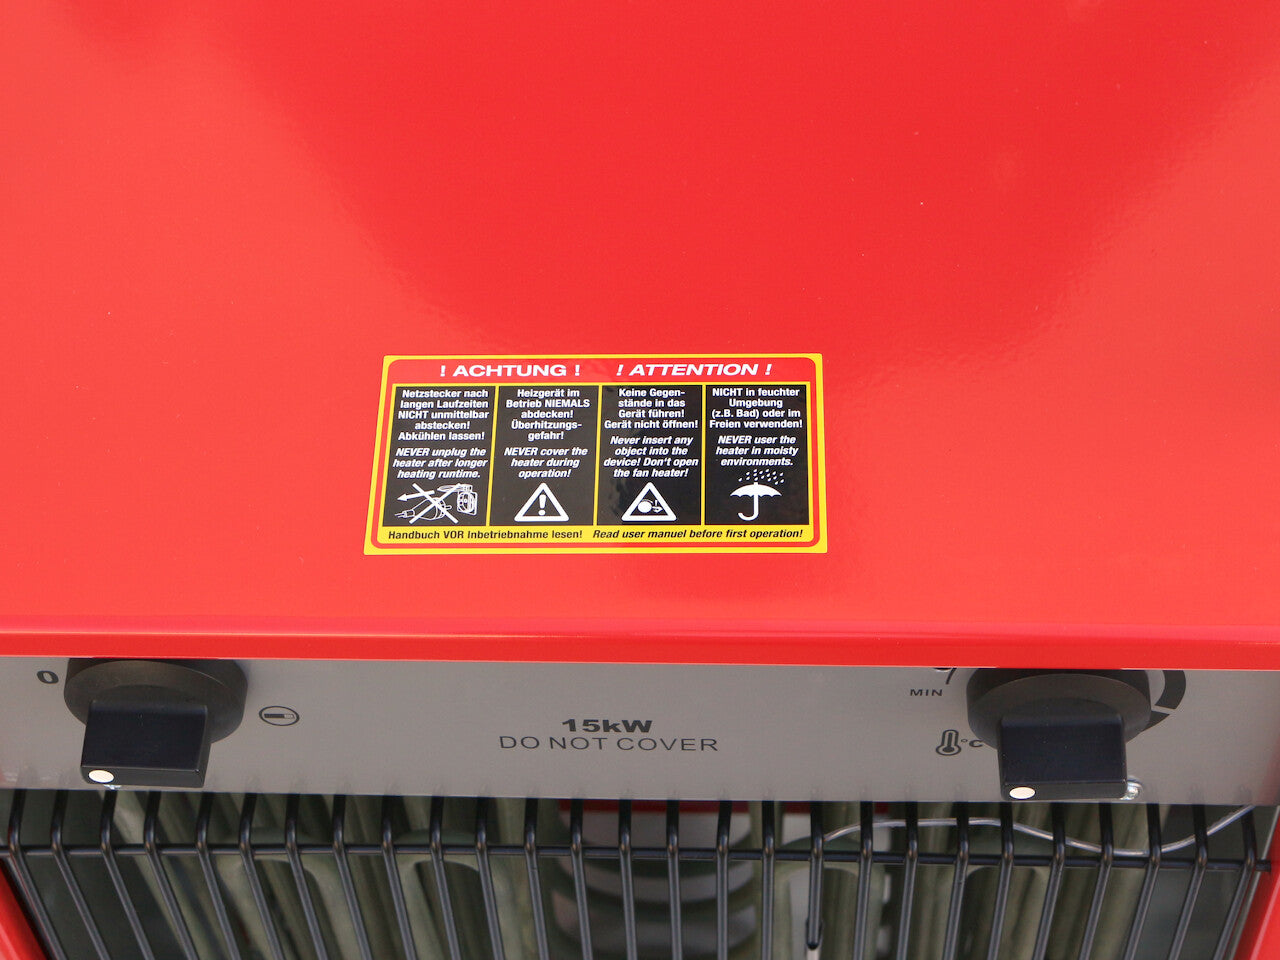 ! ACHTUNG ! ! ATTENTION !
Netzstecker nach
langen Laufzeiten
NICHT unmittelbar
abstecken!
Abkühlen lassen!
NEVER unplug the
heater after longer
heating runtime.
Heizgerät im
Betrieb NIEMALS
abdecken!
Überhitzungs-
gefahr!
NEVER cover the
heater during
operation!
Keine Gegen-
stände in das
Gerät führen!
Gerät nicht öffnen!
Never insert any
object into the
device! Don't open
the fan heater!
NICHT in feuchter
Umgebung
(z.B. Bad) oder im
Freien verwenden!
NEVER use the
heater in moisty
environments.
Handbuch VOR Inbetriebnahme lesen! Read user manuel before first operation!
0
15kW
DO NOT COVER
MIN
°C